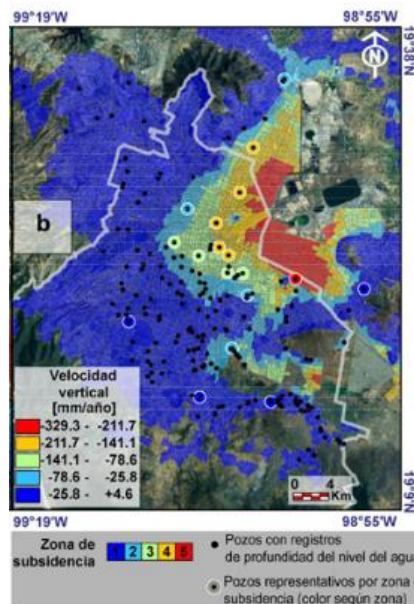 99°19'W 98°55'W
19°38'N
N
b
Velocidad
vertical
[mm/año]
-329.3 - -211.7
-211.7 - -141.1
-141.1 - -78.6
-78.6 - -25.8
-25.8 - +4.6
0 4
Km
19°9'N
99°19'W 98°55'W
Zona de
subsidencia
1 2 3 4 5
Pozos con registros
de profundidad del nivel del agua
Pozos representativos por zona
subsidencia (color según zona)